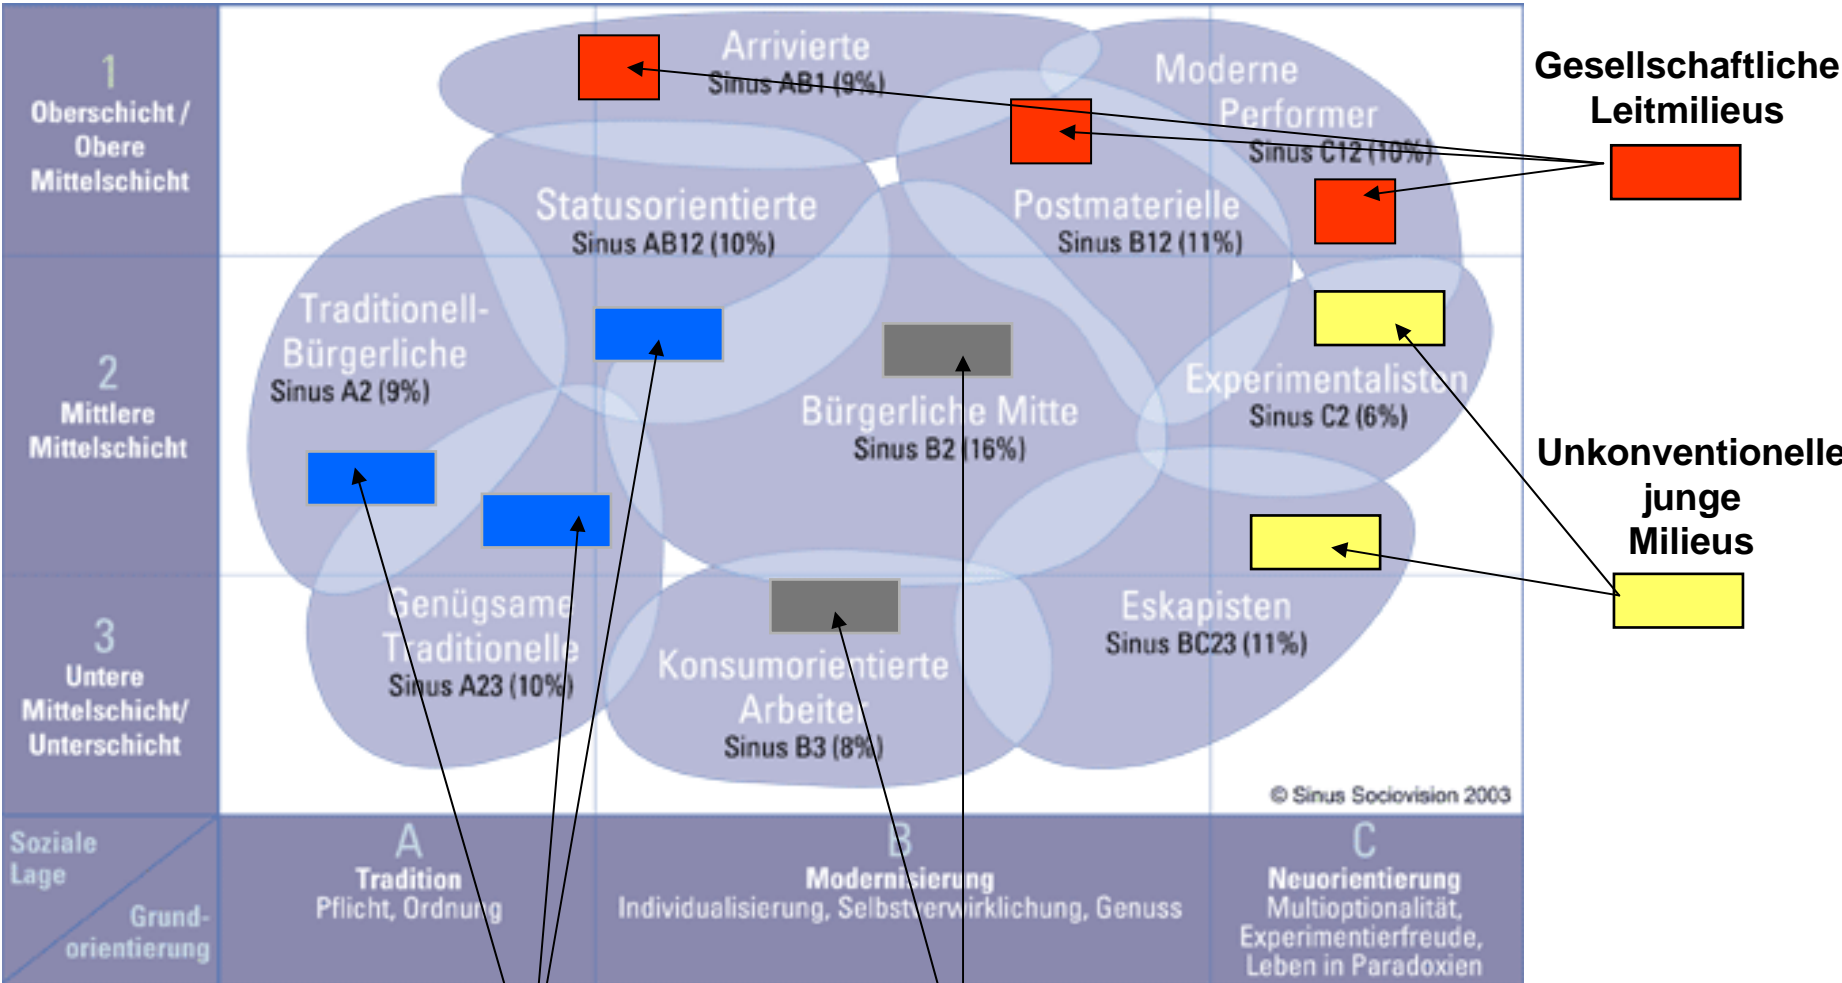 1
Oberschicht /
Obere
Mittelschicht
2
Mittlere
Mittelschicht
3
Untere
Mittelschicht/
Unterschicht
Arrivierte
Sinus AB1 (9%)
Moderne
Performer
Sinus C12 (10%)
Statusorientierte
Sinus AB12 (10%)
Postmaterielle
Sinus B12 (11%)
Traditionell-
Bürgerliche
Sinus A2 (9%)
Bürgerliche Mitte
Sinus B2 (16%)
Experimentalisten
Sinus C2 (6%)
Genügsame
Traditionelle
Sinus A23 (10%)
Konsumorientierte
Arbeiter
Sinus B3 (8%)
Eskapisten
Sinus BC23 (11%)
© Sinus Sociovision 2003
Soziale
Lage
Grund-
orientierung
A
Tradition
Pflicht, Ordnung
B
Modernisierung
Individualisierung, Selbstverwirklichung, Genuss
C
Neuorientierung
Multioptionalität,
Experimentierfreude,
Leben in Paradoxien
Gesellschaftliche
Leitmilieus
Unkonventionelle
junge
Milieus